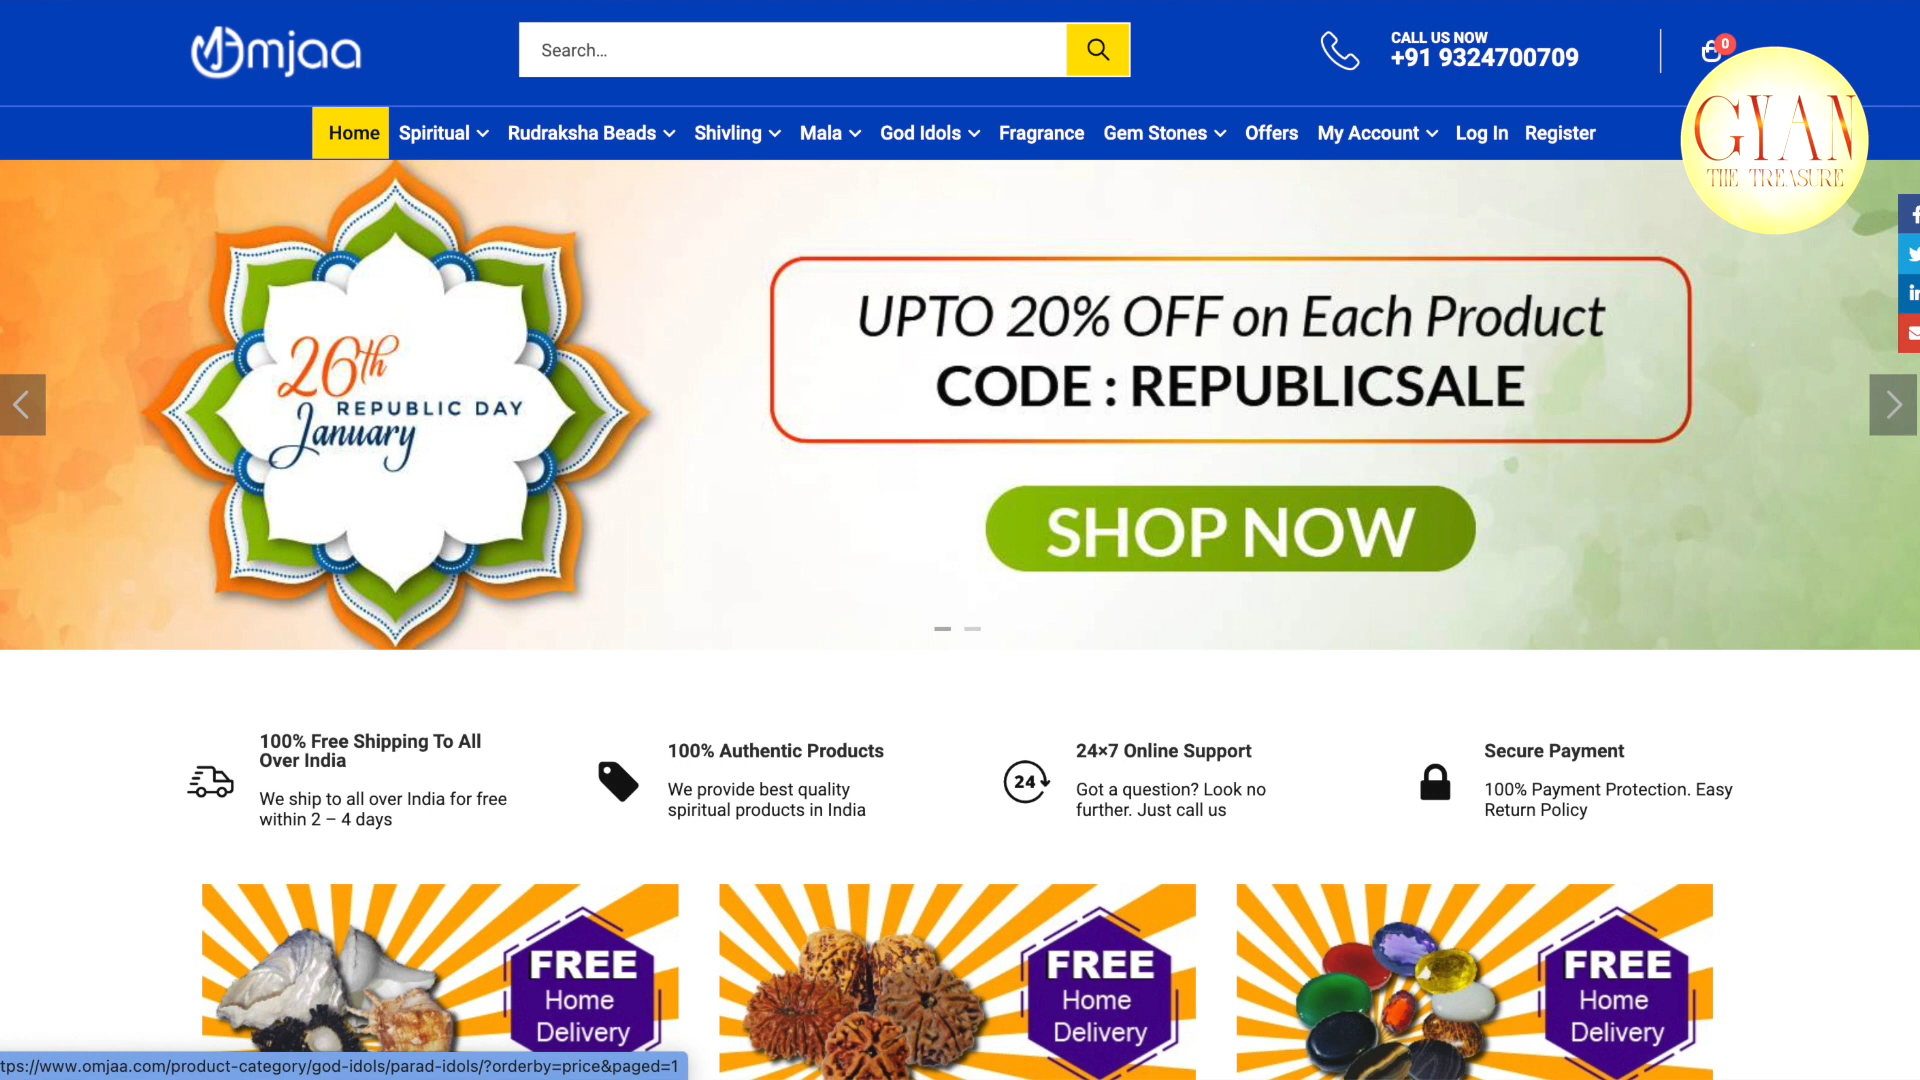 Omjaa
Search...
CALL US NOW
+91 9324700709
0
Home Spiritual Rudraksha Beads Shivling Mala God Idols Fragrance Gem Stones Offers My Account Log In Register
GYAN
THE TREASURE
26th
REPUBLIC DAY
January
UPTO 20% OFF on Each Product
CODE : REPUBLICSALE
SHOP NOW
100% Free Shipping To All
Over India
We ship to all over India for free
within 2 – 4 days
100% Authentic Products
We provide best quality
spiritual products in India
24
24×7 Online Support
Got a question? Look no
further. Just call us
Secure Payment
100% Payment Protection. Easy
Return Policy
FREE
Home
Delivery
FREE
Home
Delivery
FREE
Home
Delivery
tps://www.omjaa.com/product-category/god-idols/parad-idols/?orderby=price&paged=1